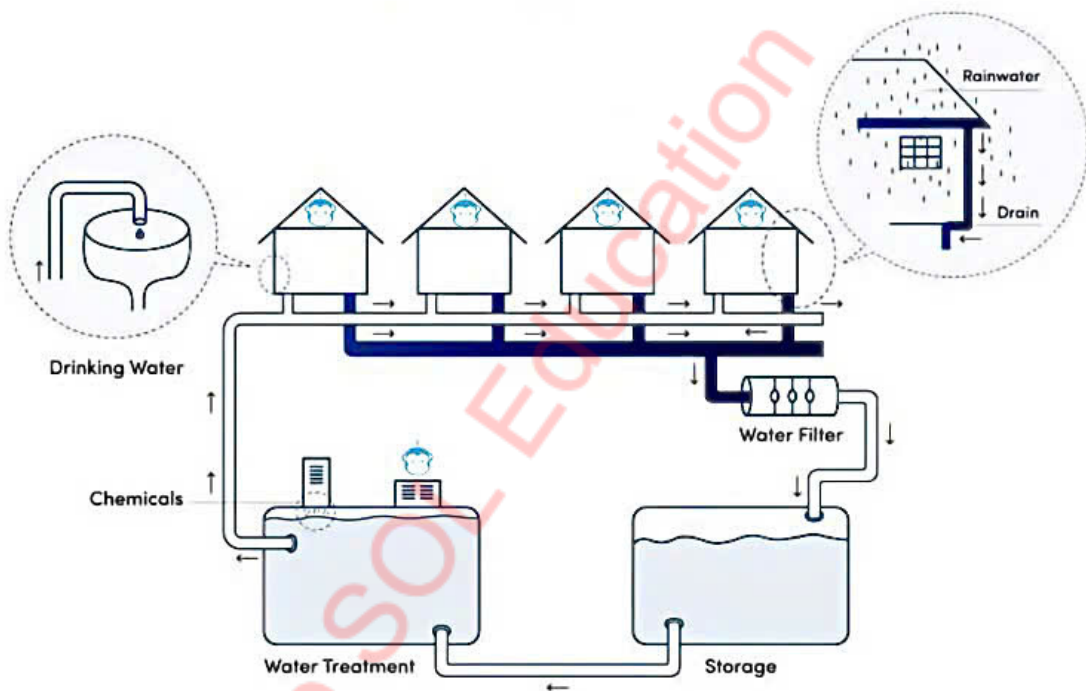 Rainwater
Drain
Drinking Water
Water Filter
Chemicals
Water Treatment
Storage
SOL Education